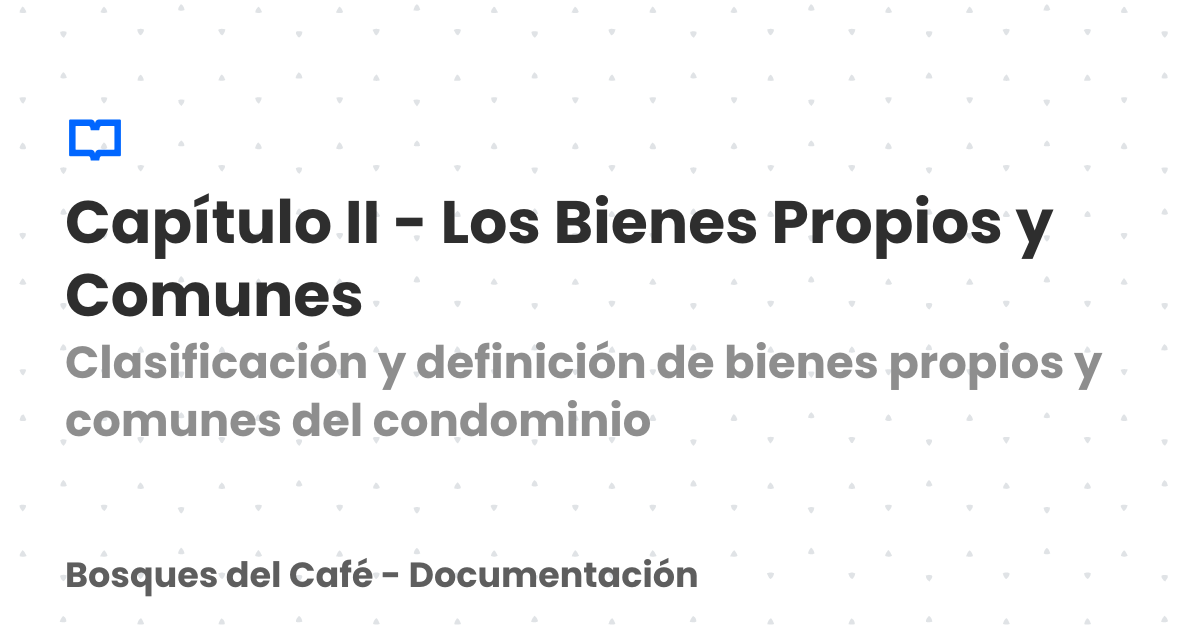 Capítulo II - Los Bienes Propios y
Comunes
Clasificación y definición de bienes propios y
comunes del condominio
Bosques del Café - Documentación